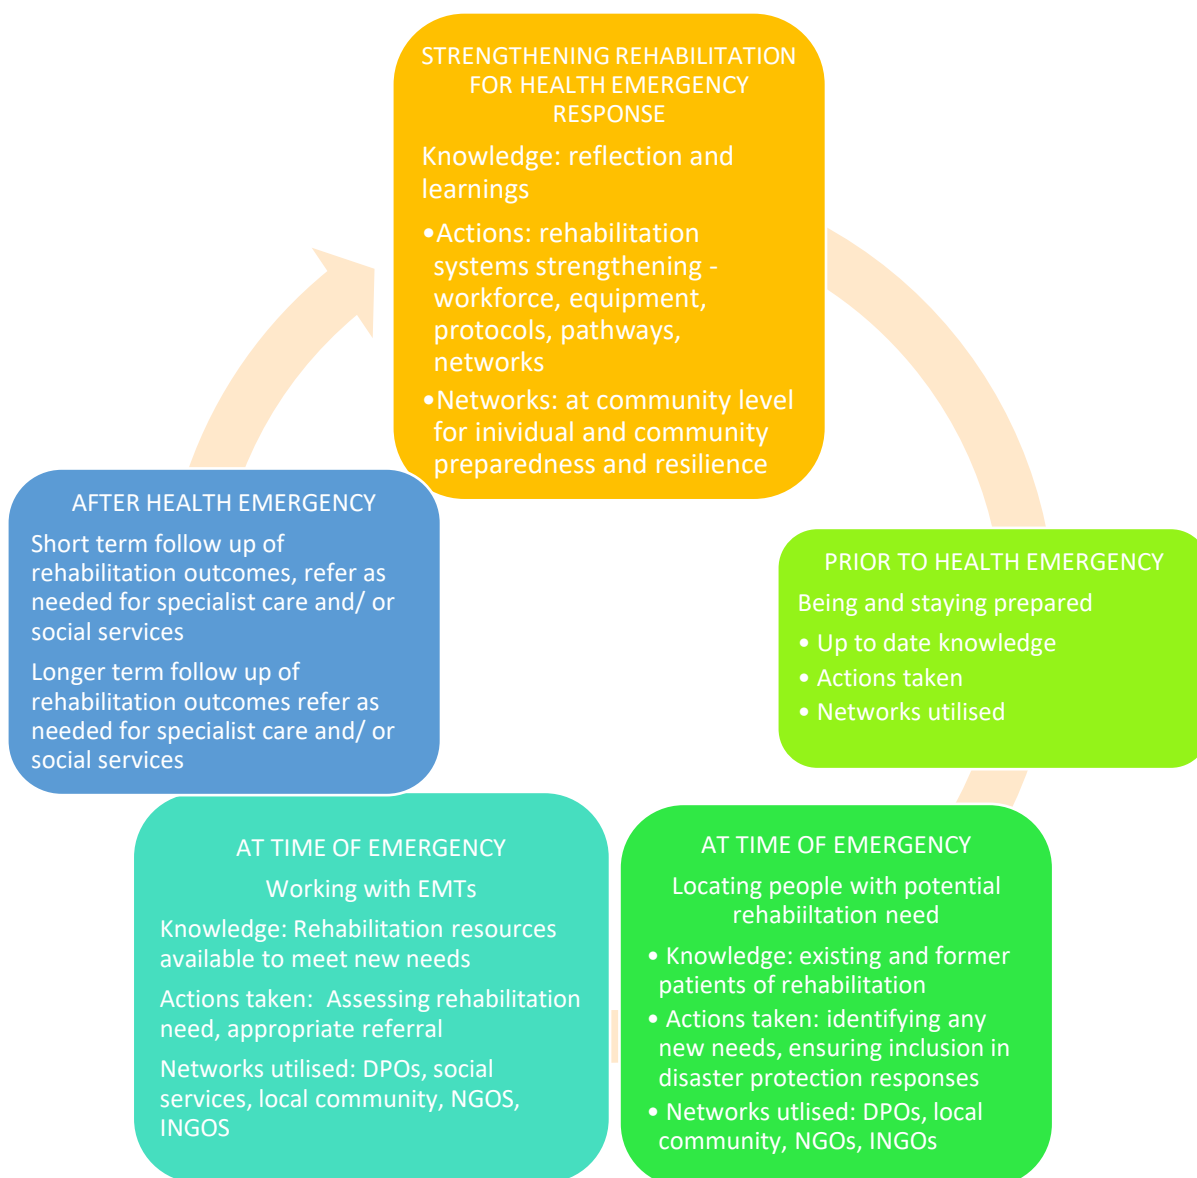 STRENGTHENING REHABILITATION
FOR HEALTH EMERGENCY
RESPONSE
Knowledge: reflection and
learnings
•Actions: rehabilitation
systems strengthening -
workforce, equipment,
protocols, pathways,
networks
•Networks: at community level
for inividual and community
preparedness and resilience
PRIOR TO HEALTH EMERGENCY
Being and staying prepared
• Up to date knowledge
• Actions taken
• Networks utilised
AT TIME OF EMERGENCY
Locating people with potential
rehabiiltation need
• Knowledge: existing and former
patients of rehabilitation
• Actions taken: identifying any
new needs, ensuring inclusion in
disaster protection responses
• Networks utlised: DPOs, local
community, NGOs, INGOs
AT TIME OF EMERGENCY
Working with EMTs
Knowledge: Rehabilitation resources
available to meet new needs
Actions taken:  Assessing rehabilitation
need, appropriate referral
Networks utilised: DPOs, social
services, local community, NGOS,
INGOS
AFTER HEALTH EMERGENCY
Short term follow up of
rehabilitation outcomes, refer as
needed for specialist care and/ or
social services
Longer term follow up of
rehabilitation outcomes refer as
needed for specialist care and/ or
social services